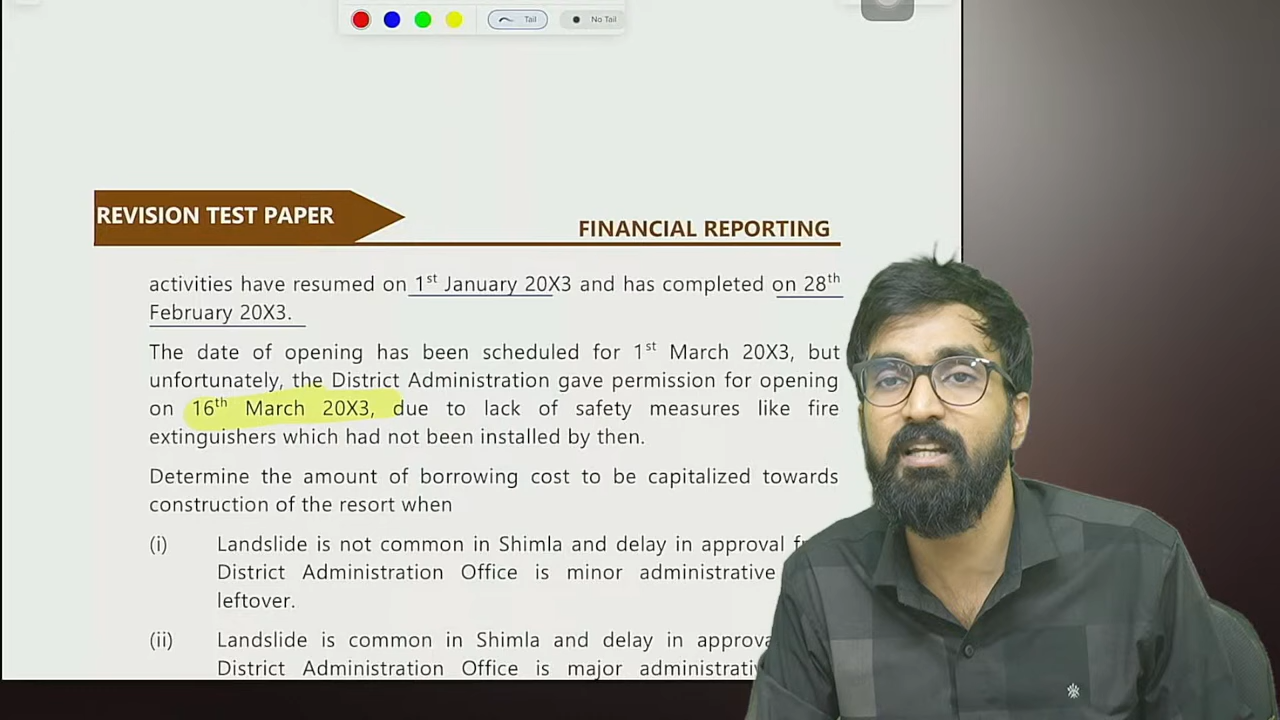 Tail
No Tail
REVISION TEST PAPER
FINANCIAL REPORTING
activities have resumed on 1st January 20X3 and has completed on 28th
February 20X3.
The date of opening has been scheduled for 1st March 20X3, but
unfortunately, the District Administration gave permission for opening
on 16th March 20X3, due to lack of safety measures like fire
extinguishers which had not been installed by then.
Determine the amount of borrowing cost to be capitalized towards
construction of the resort when
(i) Landslide is not common in Shimla and delay in approval
District Administration Office is minor administrative
leftover.
(ii) Landslide is common in Shimla and delay in
District Administration Office is major